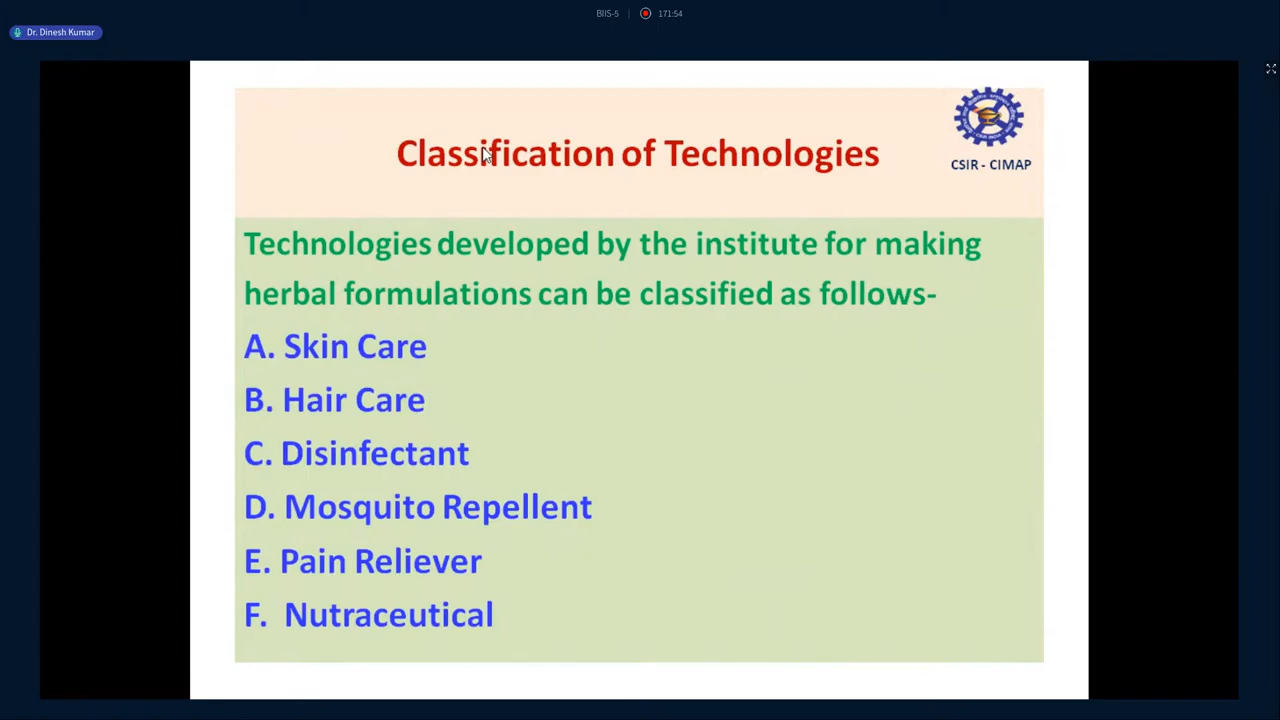 BIIS-5 | 171:54
Dr. Dinesh Kumar
Classification of Technologies
CSIR - CIMAP
Technologies developed by the institute for making
herbal formulations can be classified as follows-
A. Skin Care
B. Hair Care
C. Disinfectant
D. Mosquito Repellent
E. Pain Reliever
F. Nutraceutical